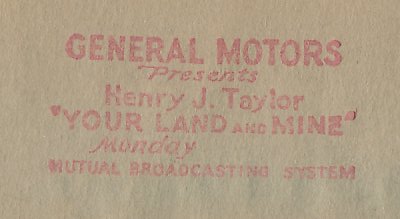 GENERAL MOTORS
Presents
Henry J. Taylor
"YOUR LAND AND MINE"
Monday
MUTUAL BROADCASTING SYSTEM